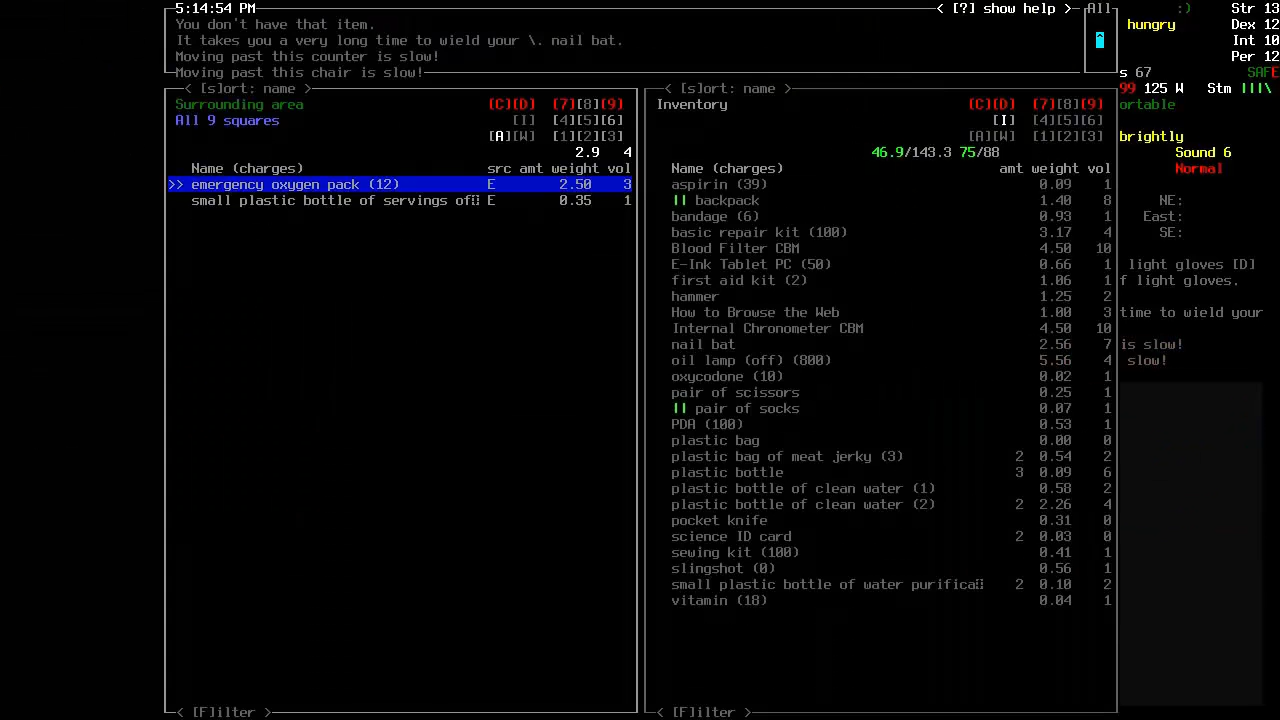 5:14:54 PM < [?] show help > All :) Str 13
You don't have that item. hungry Dex 12
It takes you a very long time to wield your \. nail bat. ^ Int 10
Moving past this counter is slow! Per 12
Moving past this chair is slow! s 67 SAFE
< [s]ort: name > < [s]ort: name > 99 125 W Stm |||\
Surrounding area (C)(D) (7)[8](9) Inventory (C)(D) (7)[8](9) ortable
All 9 squares [I] [4][5][6] [I] [4][5][6]
[A][W] [1][2][3] [A][W] [1][2][3] brightly
2.9 4 46.9/143.3 75/88 Sound 6
Name (charges) src amt weight vol Name (charges) amt weight vol Normal
>> emergency oxygen pack (12) E 2.50 3 aspirin (39) 0.09 1
small plastic bottle of servings of E 0.35 1 || backpack 1.40 8 NE:
bandage (6) 0.93 1 East:
basic repair kit (100) 3.17 4 SE:
Blood Filter CBM 4.50 10
E-Ink Tablet PC (50) 0.66 1 light gloves [D]
first aid kit (2) 1.06 1 f light gloves.
hammer 1.25 2
How to Browse the Web 1.00 3 time to wield your
Internal Chronometer CBM 4.50 10
nail bat 2.56 7 is slow!
oil lamp (off) (800) 5.56 4 slow!
oxycodone (10) 0.02 1
pair of scissors 0.25 1
|| pair of socks 0.07 1
PDA (100) 0.53 1
plastic bag 0.00 0
plastic bag of meat jerky (3) 2 0.54 2
plastic bottle 3 0.09 6
plastic bottle of clean water (1) 0.58 2
plastic bottle of clean water (2) 2 2.26 4
pocket knife 0.31 0
science ID card 2 0.03 0
sewing kit (100) 0.41 1
slingshot (0) 0.56 1
small plastic bottle of water purifica 2 0.10 2
vitamin (18) 0.04 1
< [F]ilter > < [F]ilter >